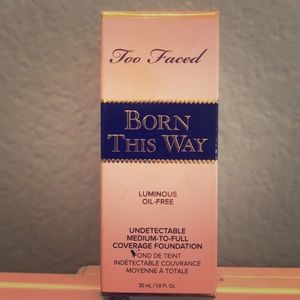 Too Faced
BORN
THIS WAY
LUMINOUS
OIL-FREE
UNDETECTABLE
MEDIUM-TO-FULL
COVERAGE FOUNDATION
FOND DE TEINT
INDÉTECTABLE COUVRANCE
MOYENNE À TOTALE
30 mL / 1.0 Fl. Oz.